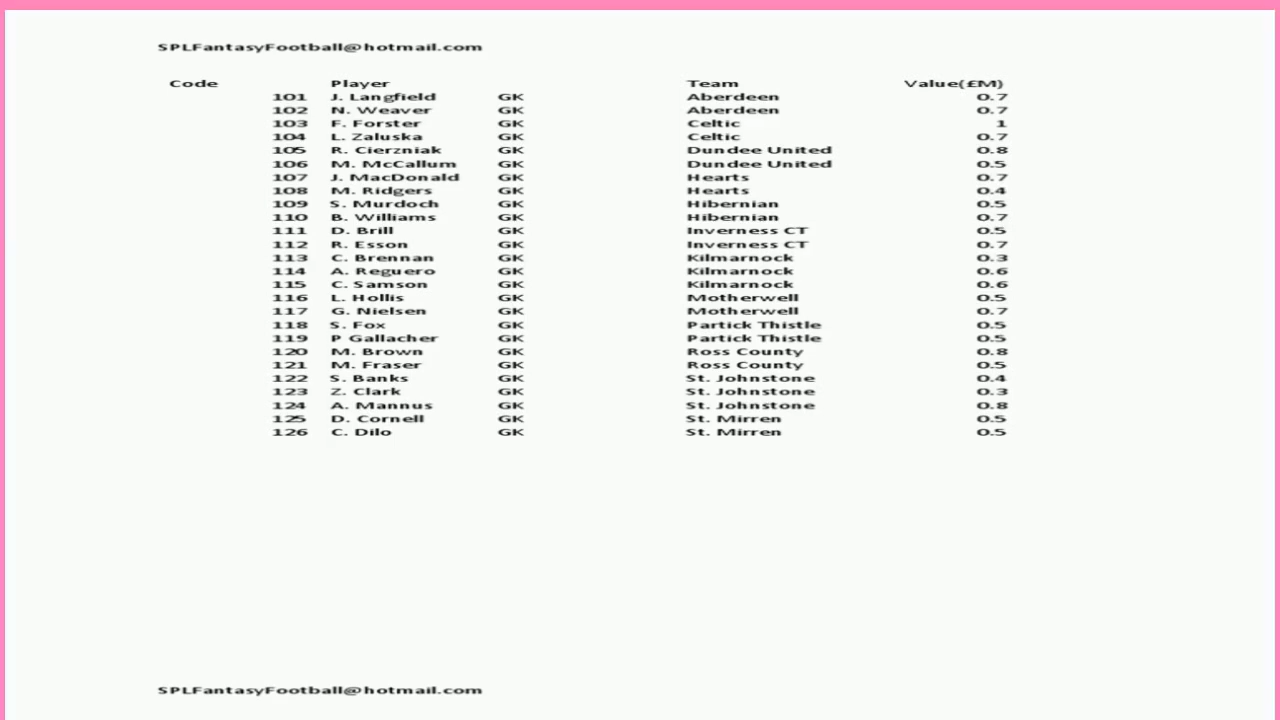 SPLFantasyFootball@hotmail.com
Code Player Team Value(£M)
101 J. Langfield GK Aberdeen 0.7
102 N. Weaver GK Aberdeen 0.7
103 F. Forster GK Celtic 1
104 L. Zaluska GK Celtic 0.7
105 R. Cierzniak GK Dundee United 0.8
106 M. McCallum GK Dundee United 0.5
107 J. MacDonald GK Hearts 0.7
108 M. Ridgers GK Hearts 0.4
109 S. Murdoch GK Hibernian 0.5
110 B. Williams GK Hibernian 0.7
111 D. Brill GK Inverness CT 0.5
112 R. Esson GK Inverness CT 0.7
113 C. Brennan GK Kilmarnock 0.3
114 A. Reguero GK Kilmarnock 0.6
115 C. Samson GK Kilmarnock 0.6
116 L. Hollis GK Motherwell 0.5
117 G. Nielsen GK Motherwell 0.7
118 S. Fox GK Partick Thistle 0.5
119 P Gallacher GK Partick Thistle 0.5
120 M. Brown GK Ross County 0.8
121 M. Fraser GK Ross County 0.5
122 S. Banks GK St. Johnstone 0.4
123 Z. Clark GK St. Johnstone 0.3
124 A. Mannus GK St. Johnstone 0.8
125 D. Cornell GK St. Mirren 0.5
126 C. Dilo GK St. Mirren 0.5
SPLFantasyFootball@hotmail.com